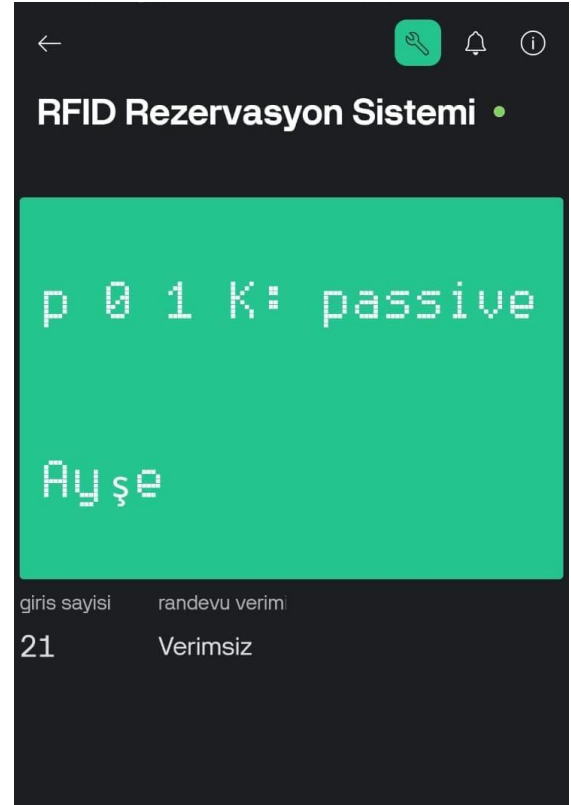 RFID Rezervasyon Sistemi
p 0 1 K: passive
Ayşe
giris sayisi randevu verimi
21 Verimsiz